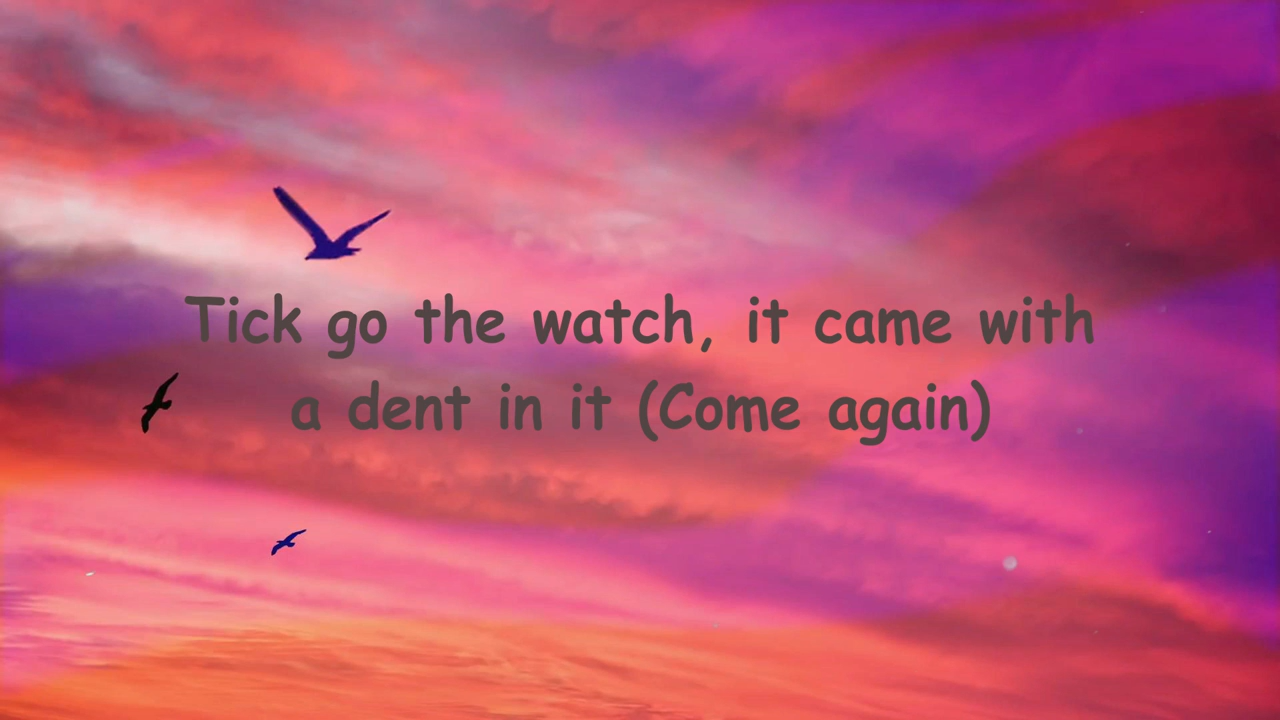 Tick go the watch, it came with
a dent in it (Come again)